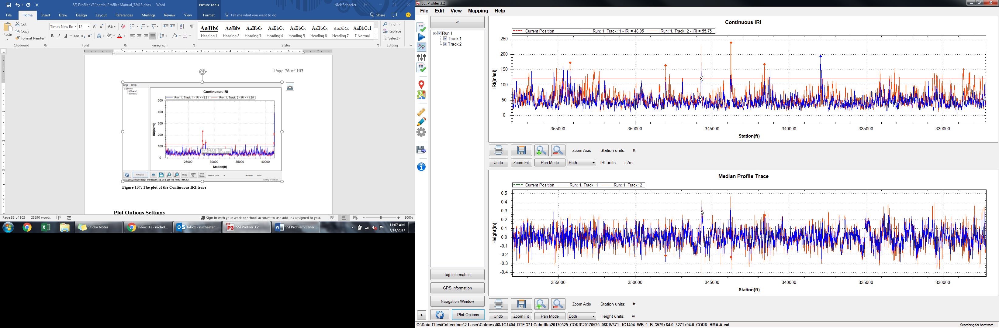 SSI Profiler V3 Inertial Profiler Manual_32413.docx - Word
Picture Tools
Nick Schaefer
File Home Insert Draw Design Layout References Mailings Review View Format Tell me what you want to do Share
Paste
Cut
Copy
Format Painter
Clipboard
Times New Ro 12
Font
Paragraph
AaBb( AaBb( AaBbC AaBbCc AaBbCc AaBbCc AaBbCc AaBbCcI
Heading 1 Heading 2 Heading 3 Heading 4 Heading 5 Heading 6 Heading 7 ¶ Normal
Styles
Find
Replace
Select
Editing
Page 76 of 103
ping Help
Run 1
Track 1
Track 2
Continuous IRI
Run: 1, Track: 1 - IRI = 43.51 Run: 1, Track: 2 - IRI = 41.35
500
400
300
200
100
0
IRI(in/mi)
25000 30000 35000 40000
Station(ft)
Plot Options Undo Zoom Fit Pan Mode Station units: ft IRI units: in/mi
Searching for hardware
Figure 107: The plot of the Continuous IRI trace
Plot Options Settings
Page 83 of 103 25690 words Sign in with your work or school account to use add-ins assigned to you. 100%
Sticky Notes Inbox (4) - nichol... Inbox - nschaefer... SSI Profiler 3.2 SSI Profiler V3 Iner...
11:07 AM
7/14/2017
SSI Profiler 3.2
File Edit View Mapping Help
<
Run 1
Track 1
Track 2
Tag Information
GPS Information
Navigation Window
Plot Options
>
Continuous IRI
Current Position Run: 1, Track: 1 - IRI = 46.05 Run: 1, Track: 2 - IRI = 55.75
250
200
150
100
50
0
IRI(in/mi)
355000 350000 345000 340000 335000 330000
Station(ft)
Zoom Axis Station units: ft
Undo Zoom Fit Pan Mode Both IRI units: in/mi
Median Profile Trace
Current Position Run: 1, Track: 1 Run: 1, Track: 2
0.5
0.4
0.3
0.2
0.1
0.0
-0.1
-0.2
-0.3
-0.4
Height(in)
355000 350000 345000 340000 335000 330000
Station(ft)
Zoom Axis Station units: ft
Undo Zoom Fit Pan Mode Both Height units: in
C:\Data Files\Collections\2 Laser\Calmex\08-1G1404_RTE 371 Cahuilla\20170525_CORR\20170525_08RIV371_1G1404_WB_1_B_3579+84.0_3271+94.0_CORR_HMA-A.rsd
Searching for hardware